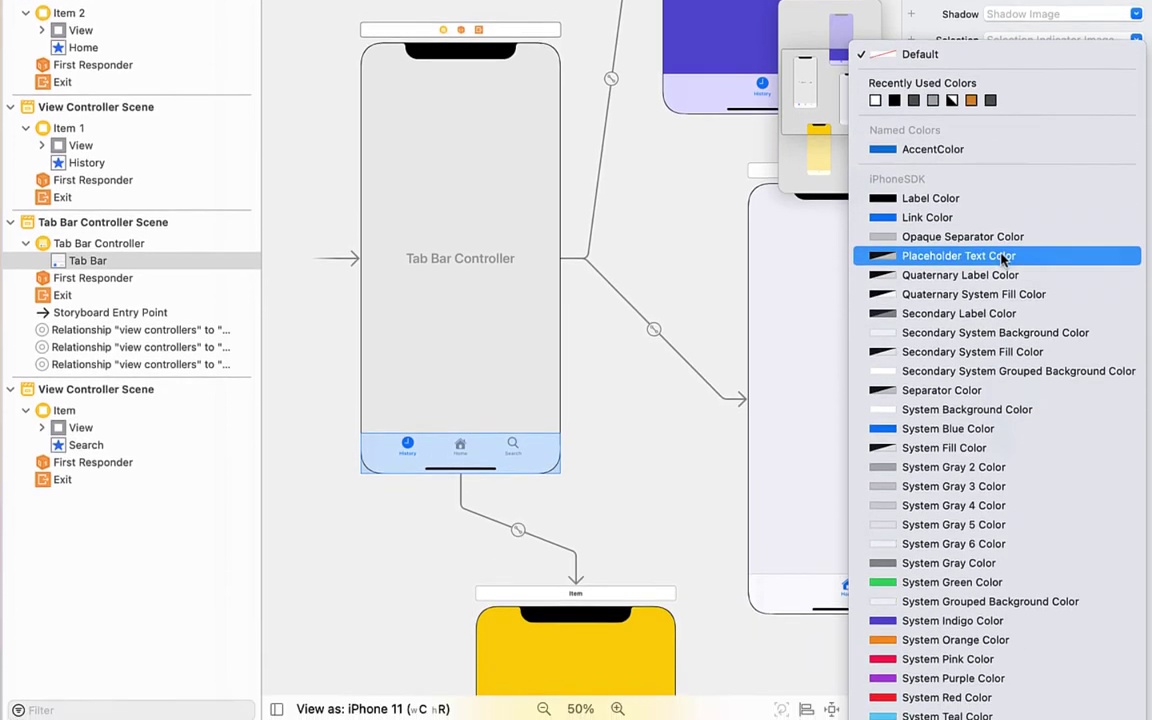 Item 2
View
Home
First Responder
Exit
View Controller Scene
Item 1
View
History
First Responder
Exit
Tab Bar Controller Scene
Tab Bar Controller
Tab Bar
First Responder
Exit
Storyboard Entry Point
Relationship "view controllers" to "...
Relationship "view controllers" to "...
Relationship "view controllers" to "...
View Controller Scene
Item
View
Search
First Responder
Exit
Filter
Tab Bar Controller
History
Home
Search
Item
History
View as: iPhone 11 (wC hR)
50%
Shadow
Shadow Image
Default
Recently Used Colors
Named Colors
AccentColor
iPhoneSDK
Label Color
Link Color
Opaque Separator Color
Placeholder Text Color
Quaternary Label Color
Quaternary System Fill Color
Secondary Label Color
Secondary System Background Color
Secondary System Fill Color
Secondary System Grouped Background Color
Separator Color
System Background Color
System Blue Color
System Fill Color
System Gray 2 Color
System Gray 3 Color
System Gray 4 Color
System Gray 5 Color
System Gray 6 Color
System Gray Color
System Green Color
System Grouped Background Color
System Indigo Color
System Orange Color
System Pink Color
System Purple Color
System Red Color
System Teal Color